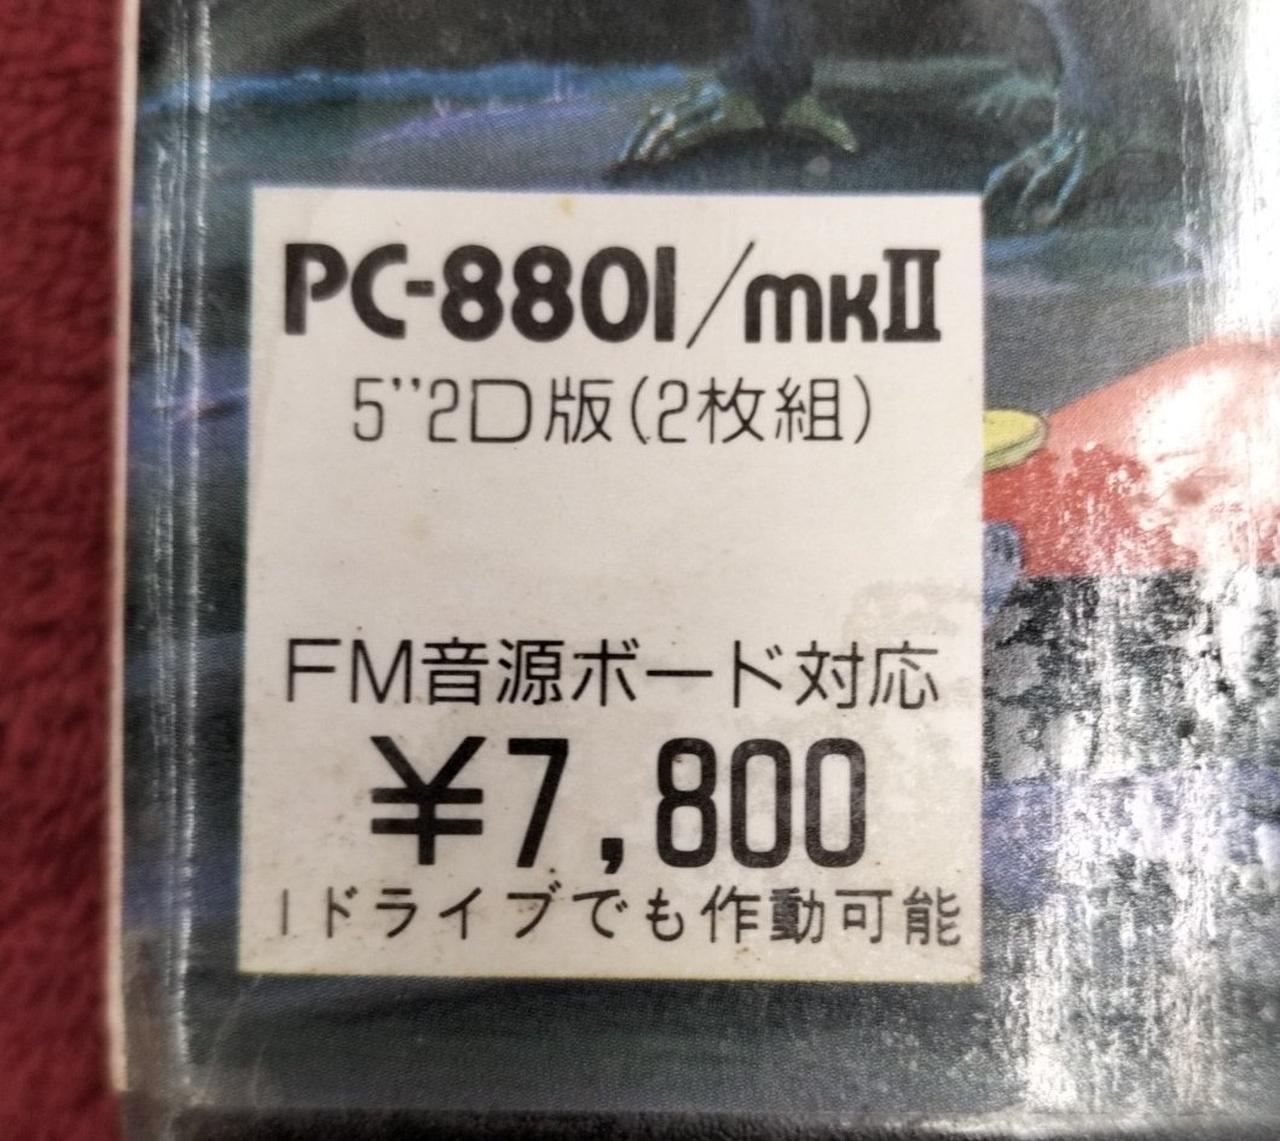 PC-8801/mkII
5"2D版(2枚組)
FM音源ボード対応
¥7,800
1ドライブでも作動可能